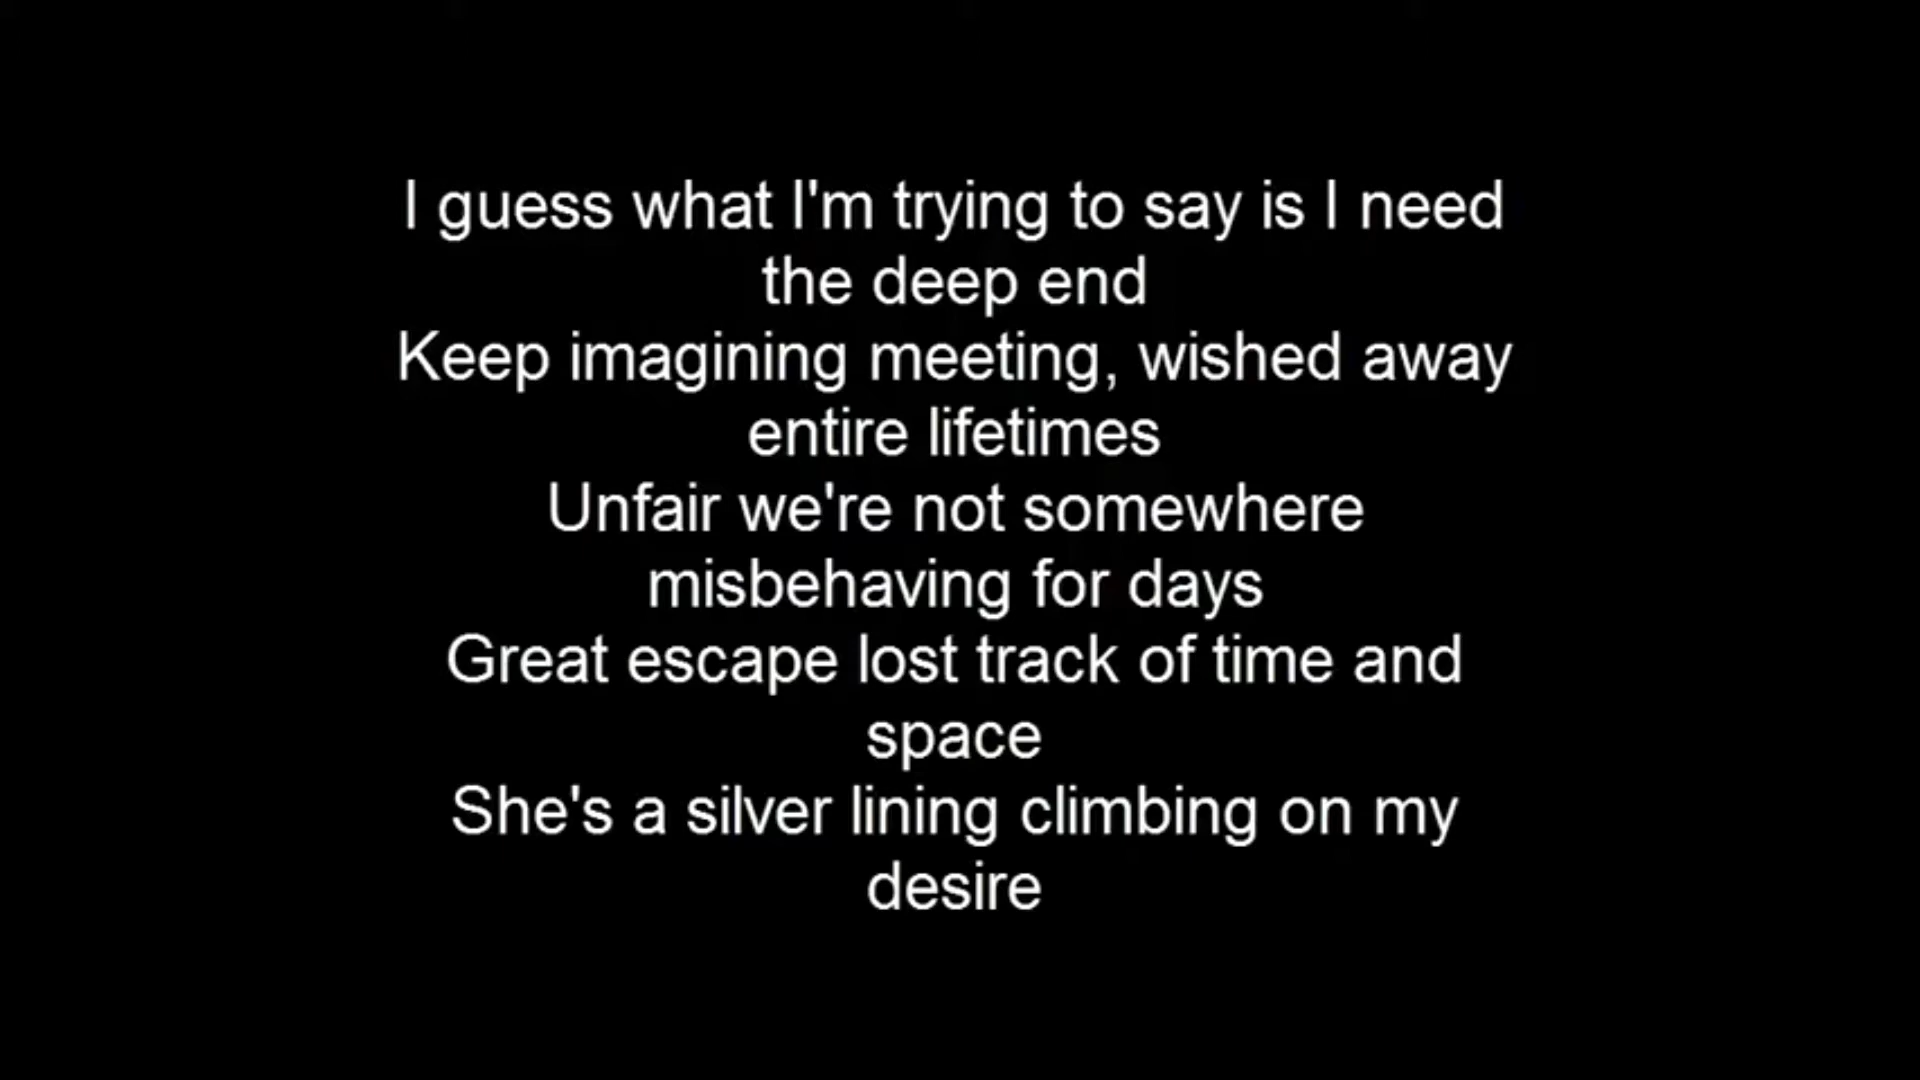 I guess what I'm trying to say is I need
the deep end
Keep imagining meeting, wished away
entire lifetimes
Unfair we're not somewhere
misbehaving for days
Great escape lost track of time and
space
She's a silver lining climbing on my
desire